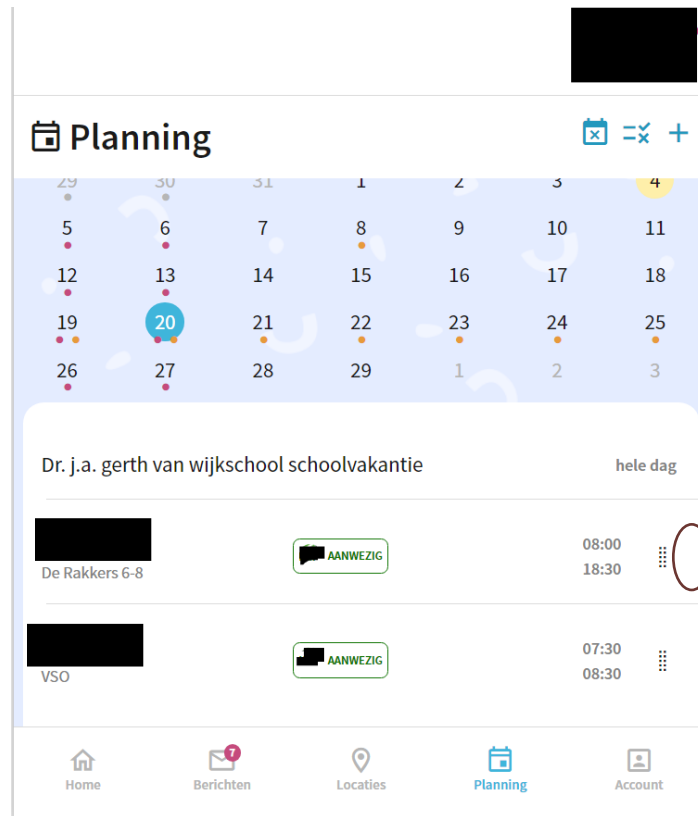 Planning
29 30 31 1 2 3 4
5 6 7 8 9 10 11
12 13 14 15 16 17 18
19 20 21 22 23 24 25
26 27 28 29 1 2 3
Dr. j.a. gerth van wijkschool schoolvakantie hele dag
AANWEZIG 08:00
De Rakkers 6-8 18:30
AANWEZIG 07:30
VSO 08:30
7
Home Berichten Locaties Planning Account